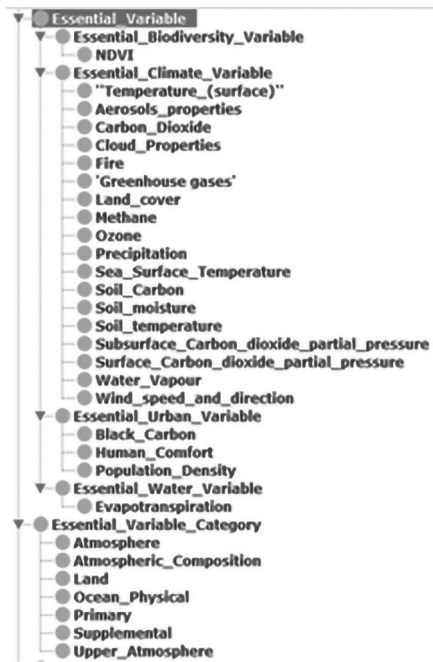 Essential_Variable
Essential_Biodiversity_Variable
NDVI
Essential_Climate_Variable
"Temperature_(surface)"
Aerosols_properties
Carbon_Dioxide
Cloud_Properties
Fire
'Greenhouse gases'
Land_cover
Methane
Ozone
Precipitation
Sea_Surface_Temperature
Soil_Carbon
Soil_moisture
Soil_temperature
Subsurface_Carbon_dioxide_partial_pressure
Surface_Carbon_dioxide_partial_pressure
Water_Vapour
Wind_speed_and_direction
Essential_Urban_Variable
Black_Carbon
Human_Comfort
Population_Density
Essential_Water_Variable
Evapotranspiration
Essential_Variable_Category
Atmosphere
Atmospheric_Composition
Land
Ocean_Physical
Primary
Supplemental
Upper_Atmosphere